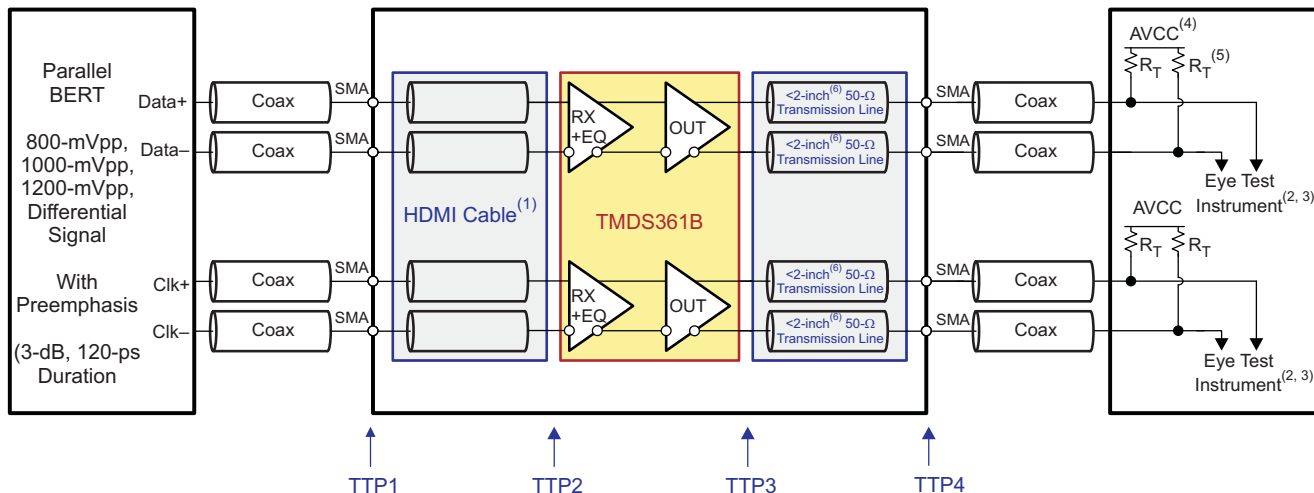 Parallel
BERT
800-mVpp,
1000-mVpp,
1200-mVpp,
Differential
Signal
With
Preemphasis
(3-dB, 120-ps
Duration
Data+
Data–
Clk+
Clk–
Coax
Coax
Coax
Coax
SMA
SMA
SMA
SMA
HDMI Cable(1)
RX
+EQ
OUT
TMDS361B
RX
+EQ
OUT
<2-inch(6) 50-Ω
Transmission Line
<2-inch(6) 50-Ω
Transmission Line
<2-inch(6) 50-Ω
Transmission Line
<2-inch(6) 50-Ω
Transmission Line
SMA
SMA
SMA
SMA
Coax
Coax
Coax
Coax
AVCC(4)
RT
RT(5)
Eye Test
Instrument(2, 3)
AVCC
RT
RT
Eye Test
Instrument(2, 3)
TTP1
TTP2
TTP3
TTP4